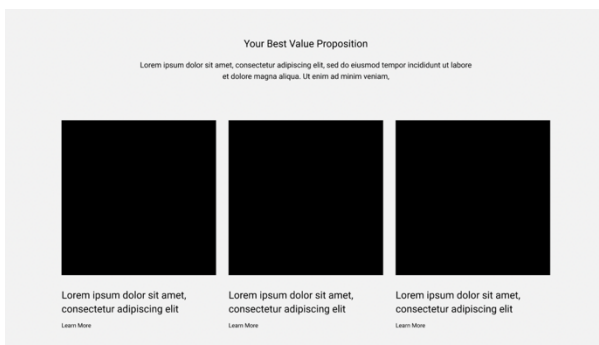 Your Best Value Proposition
Lorem ipsum dolor sit amet, consectetur adipiscing elit, sed do eiusmod tempor incididunt ut labore
et dolore magna aliqua. Ut enim ad minim veniam,
Lorem ipsum dolor sit amet,
consectetur adipiscing elit
Learn More
Lorem ipsum dolor sit amet,
consectetur adipiscing elit
Learn More
Lorem ipsum dolor sit amet,
consectetur adipiscing elit
Learn More